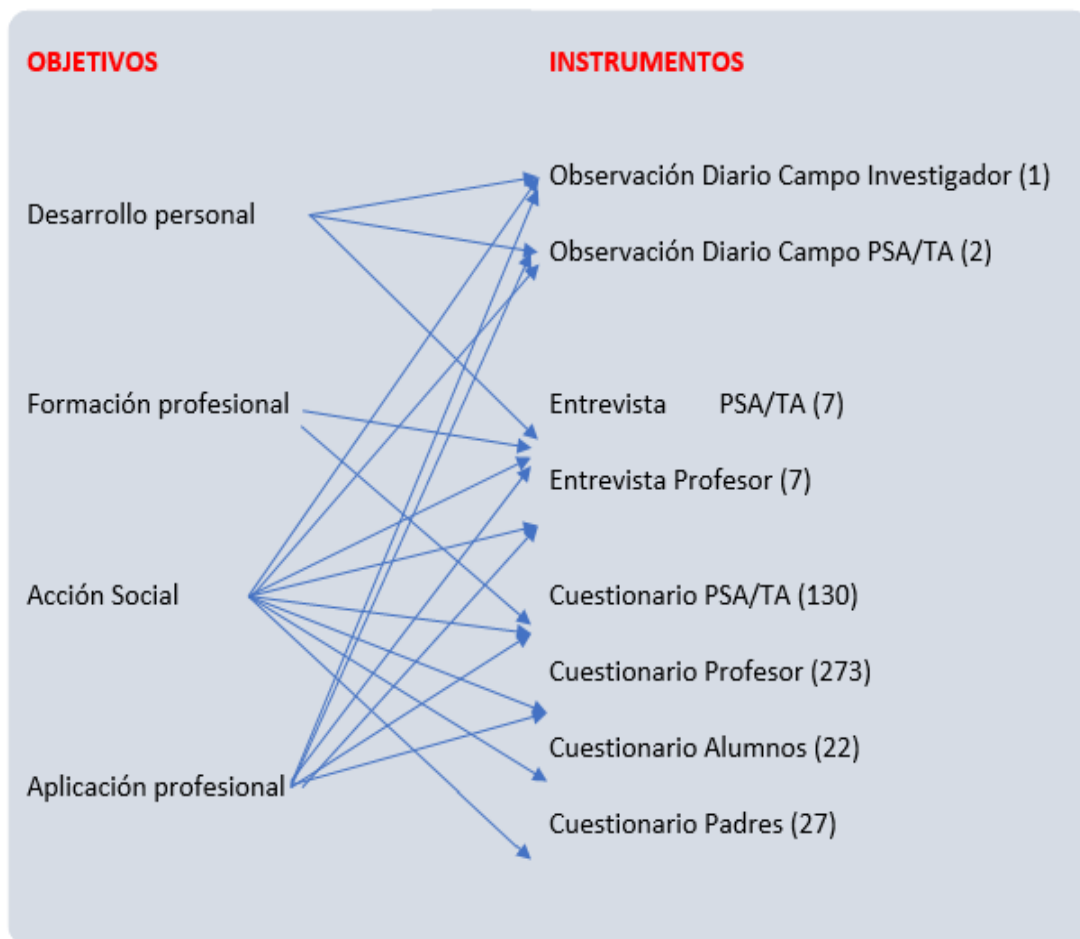 OBJETIVOS
INSTRUMENTOS
Observación Diario Campo Investigador (1)
Desarrollo personal
Observación Diario Campo PSA/TA (2)
Formación profesional
Entrevista PSA/TA (7)
Entrevista Profesor (7)
Acción Social
Cuestionario PSA/TA (130)
Cuestionario Profesor (273)
Cuestionario Alumnos (22)
Aplicación profesional
Cuestionario Padres (27)